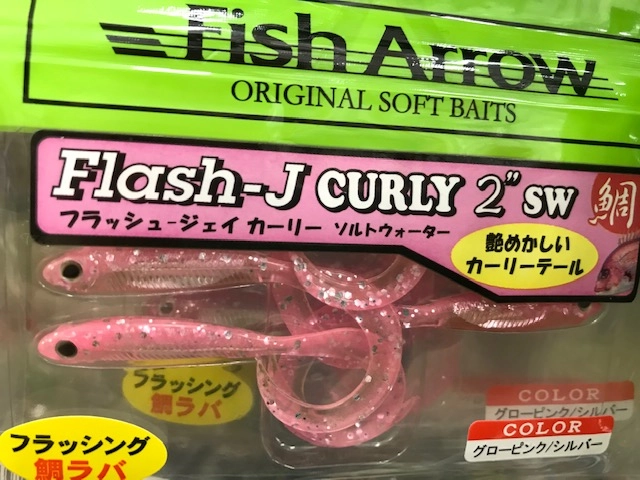 Fish Arrow
ORIGINAL SOFT BAITS
Flash-J CURLY 2" SW
鯛
フラッシュ-ジェイ カーリー ソルトウォーター
艶めかしい
カーリーテール
フラッシング
鯛ラバ
COLOR
グローピンク/シルバー
COLOR
グローピンク/シルバー
フラッシング
鯛ラバ